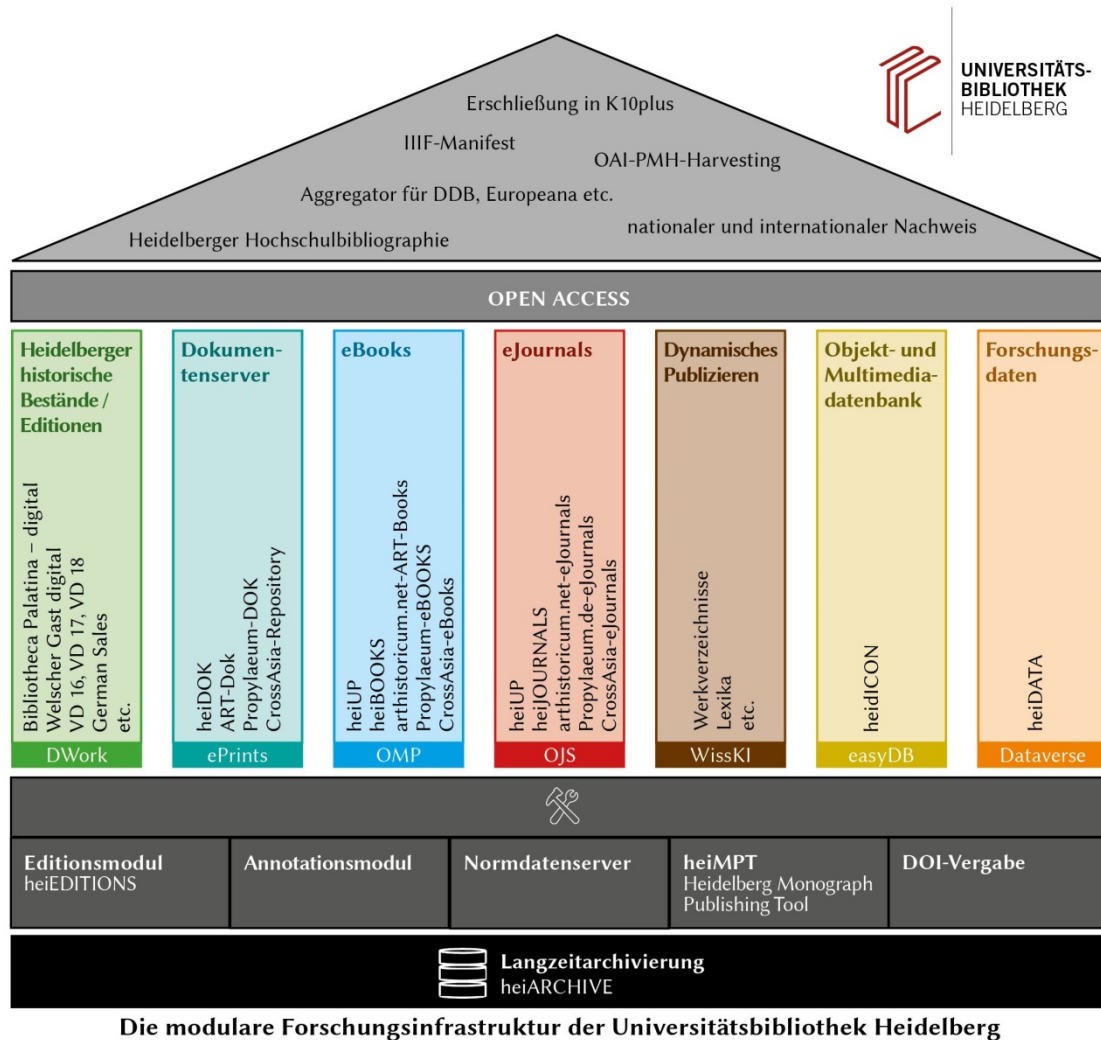 UNIVERSITÄTS-
BIBLIOTHEK
HEIDELBERG
Erschließung in K10plus
IIIF-Manifest
OAI-PMH-Harvesting
Aggregator für DDB, Europeana etc.
nationaler und internationaler Nachweis
Heidelberger Hochschulbibliographie
OPEN ACCESS
Heidelberger
historische
Bestände /
Editionen
Bibliotheca Palatina – digital
Welscher Gast digital
VD 16, VD 17, VD 18
German Sales
etc.
DWork
Dokumen-
tenserver
heiDOK
ART-Dok
Propylaeum-DOK
CrossAsia-Repository
ePrints
eBooks
heiUP
heiBOOKS
arthistoricum.net-ART-Books
Propylaeum-eBOOKS
CrossAsia-eBooks
OMP
eJournals
heiUP
heiJOURNALS
arthistoricum.net-eJournals
Propylaeum.de-eJournals
CrossAsia-eJournals
OJS
Dynamisches
Publizieren
Werkverzeichnisse
Lexika
etc.
WissKI
Objekt- und
Multimedia-
datenbank
heidICON
easyDB
Forschungs-
daten
heiDATA
Dataverse
Editionsmodul
heiEDITIONS
Annotationsmodul
Normdatenserver
heiMPT
Heidelberg Monograph
Publishing Tool
DOI-Vergabe
Langzeitarchivierung
heiARCHIVE
Die modulare Forschungsinfrastruktur der Universitätsbibliothek Heidelberg